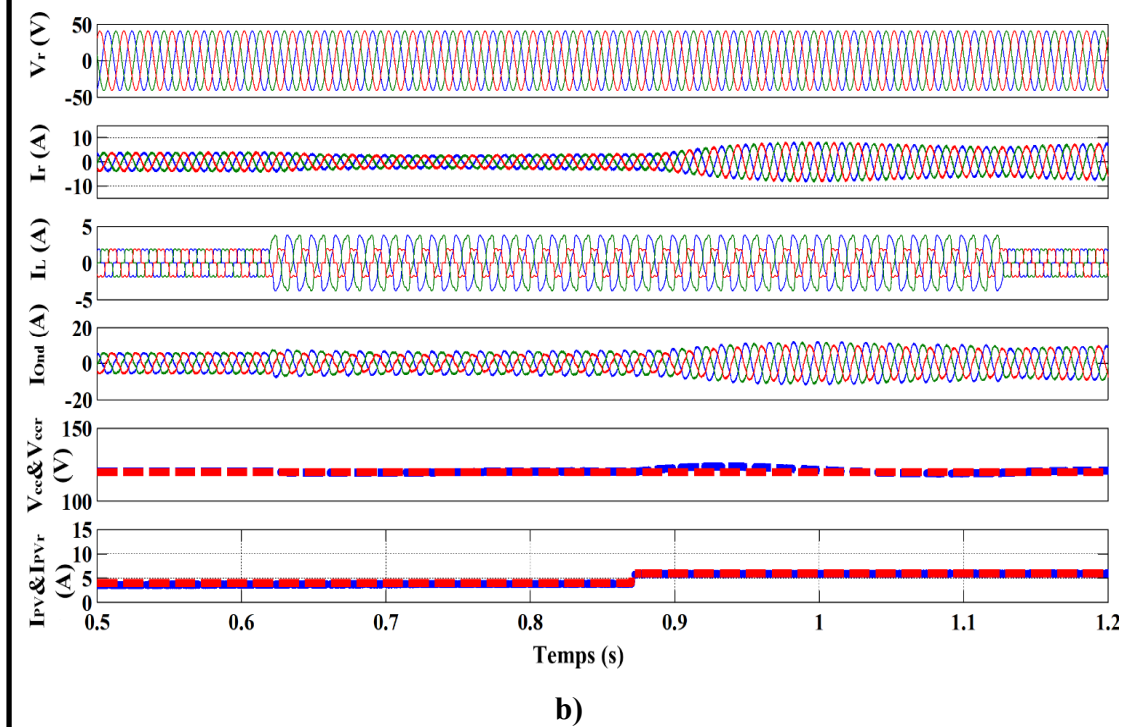 Vr (V)
50
0
-50
Ir (A)
10
0
-10
IL (A)
5
0
-5
Iond (A)
20
0
-20
Vcc&Vccr
(V)
150
100
IPV&IPVr
(A)
15
10
5
0
0.5 0.6 0.7 0.8 0.9 1 1.1 1.2
Temps (s)
b)